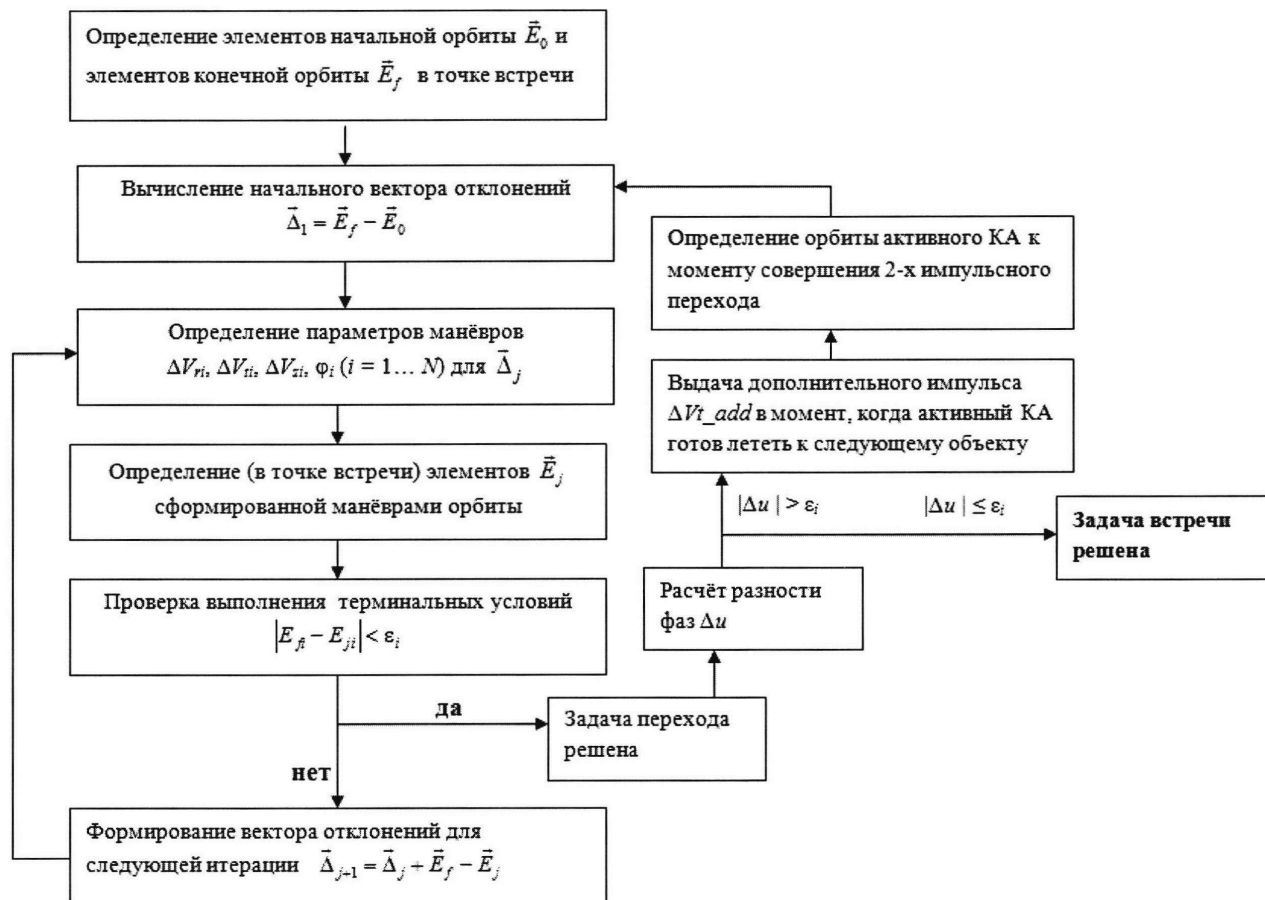 Определение элементов начальной орбиты E⃗₀ и
элементов конечной орбиты E⃗_f в точке встречи
Вычисление начального вектора отклонений
Δ⃗₁ = E⃗_f − E⃗₀
Определение параметров манёвров
ΔV_ri, ΔV_ti, ΔV_zi, φ_i (i = 1... N) для Δ⃗_j
Определение (в точке встречи) элементов E⃗_j
сформированной манёврами орбиты
Проверка выполнения терминальных условий
|E_fi − E_ji| < ε_i
да
нет
Формирование вектора отклонений для
следующей итерации Δ⃗_j+1 = Δ⃗_j + E⃗_f − E⃗_j
Задача перехода
решена
Расчёт разности
фаз Δu
|Δu | > ε_i
|Δu | ≤ ε_i
Задача встречи
решена
Выдача дополнительного импульса
ΔVt_add в момент, когда активный КА
готов лететь к следующему объекту
Определение орбиты активного КА к
моменту совершения 2-х импульсного
перехода